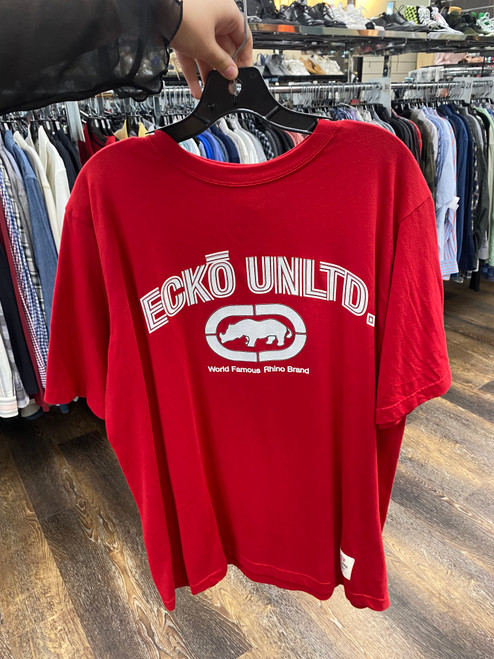 ECKŌ UNLTD.
World Famous Rhino Brand